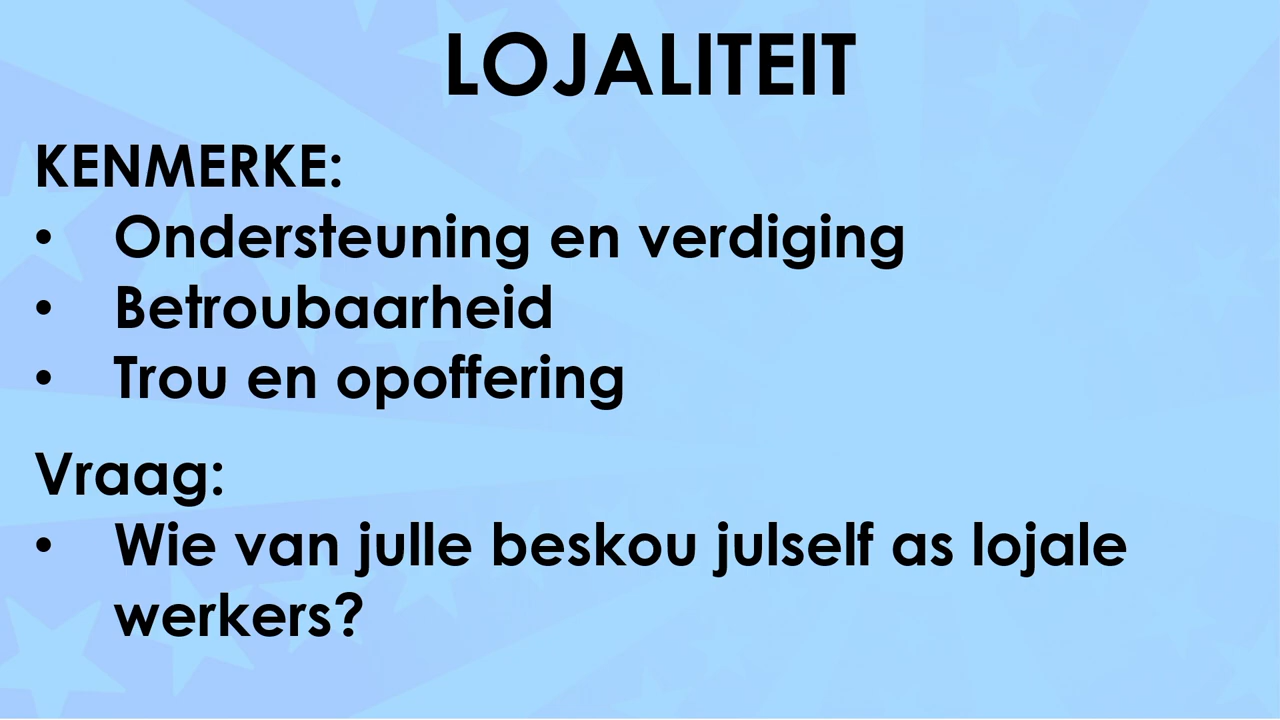 LOJALITEIT
KENMERKE:
• Ondersteuning en verdiging
• Betroubaarheid
• Trou en opoffering
Vraag:
• Wie van julle beskou julself as lojale
werkers?